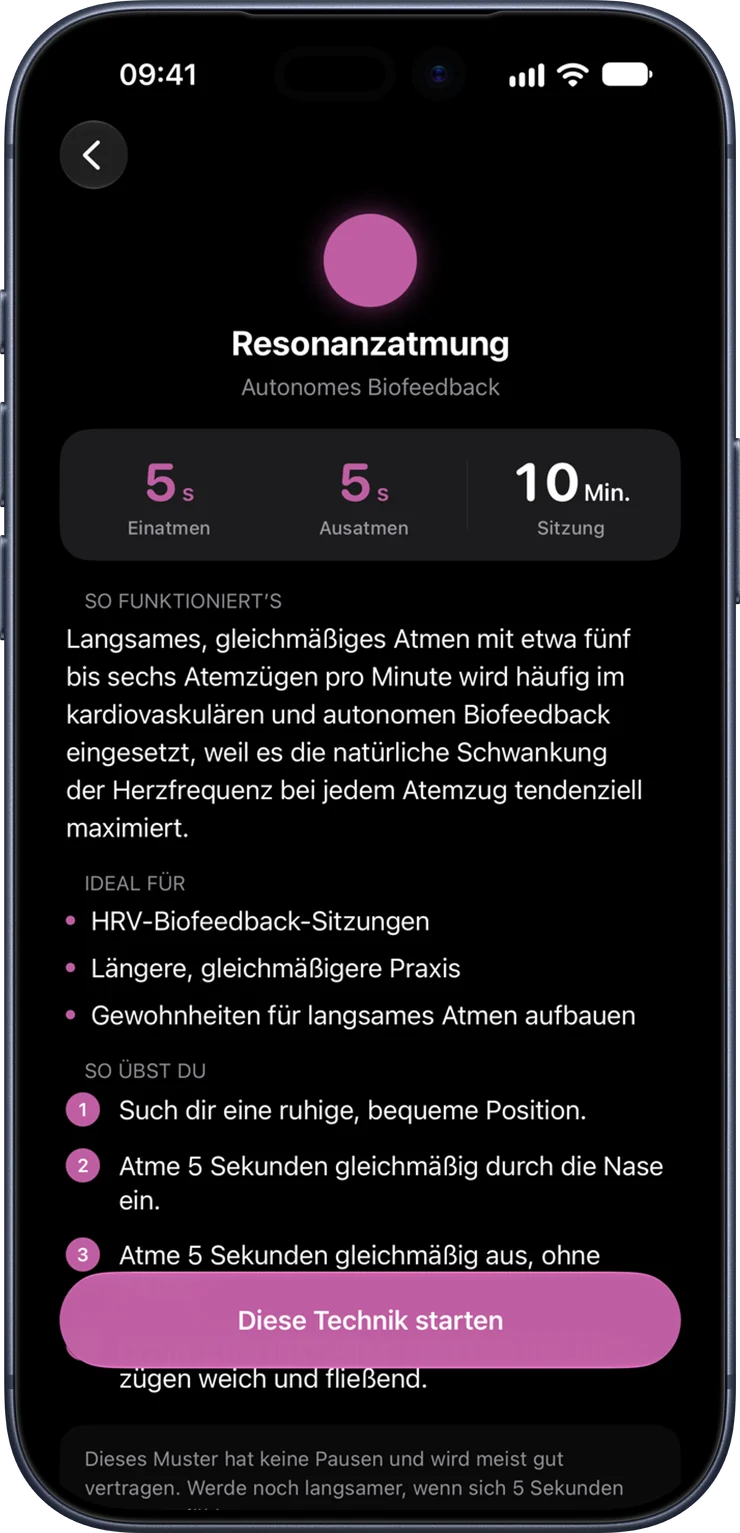 09:41
Resonanzatmung
Autonomes Biofeedback
5 s
Einatmen
5 s
Ausatmen
10 Min.
Sitzung
SO FUNKTIONIERT’S
Langsames, gleichmäßiges Atmen mit etwa fünf
bis sechs Atemzügen pro Minute wird häufig im
kardiovaskulären und autonomen Biofeedback
eingesetzt, weil es die natürliche Schwankung
der Herzfrequenz bei jedem Atemzug tendenziell
maximiert.
IDEAL FÜR
• HRV-Biofeedback-Sitzungen
• Längere, gleichmäßigere Praxis
• Gewohnheiten für langsames Atmen aufbauen
SO ÜBST DU
1 Such dir eine ruhige, bequeme Position.
2 Atme 5 Sekunden gleichmäßig durch die Nase
ein.
3 Atme 5 Sekunden gleichmäßig aus, ohne
Diese Technik starten
zügen weich und fließend.
Dieses Muster hat keine Pausen und wird meist gut
vertragen. Werde noch langsamer, wenn sich 5 Sekunden